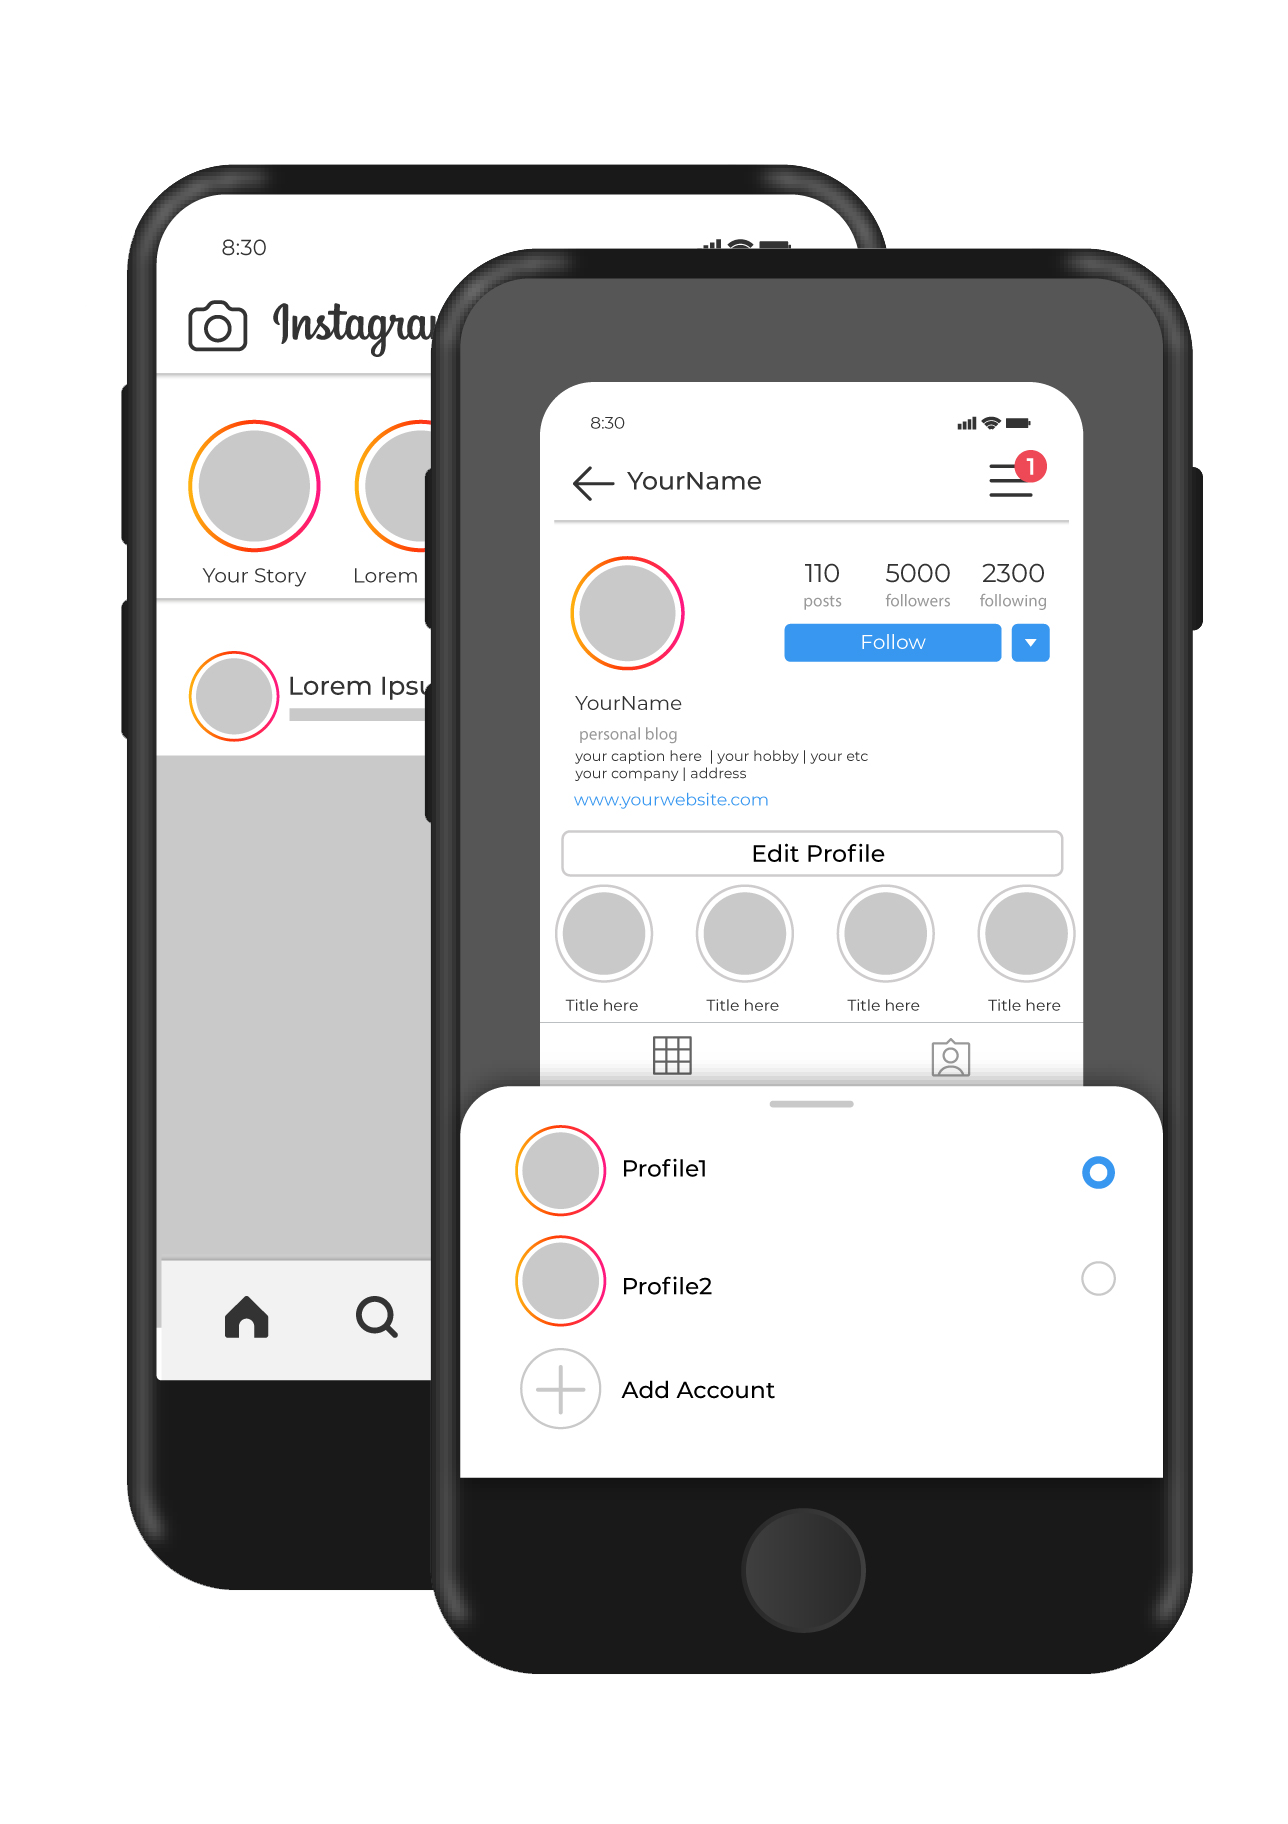 8:30
Instagra
Your Story
Lorem
Lorem Ipsu
8:30
YourName
1
110 5000 2300
posts followers following
Follow
YourName
personal blog
your caption here | your hobby | your etc
your company | address
www.yourwebsite.com
Edit Profile
Title here Title here Title here Title here
Profile1
Profile2
Add Account